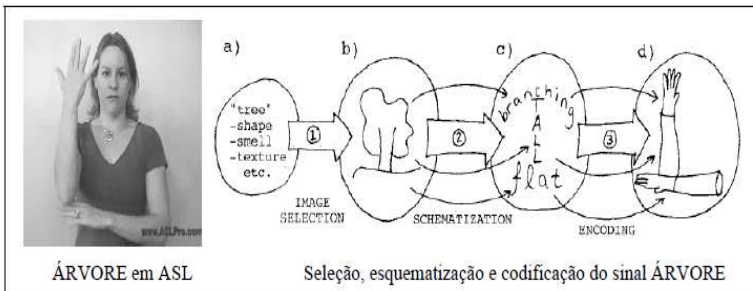 a) b) c) d)
"tree"
-shape
-smell
-texture
etc.
①
②
③
branching
TALL
flat
IMAGE
SELECTION
SCHEMATIZATION
ENCODING
www.ASLPro.com
ÁRVORE em ASL
Seleção, esquematização e codificação do sinal ÁRVORE